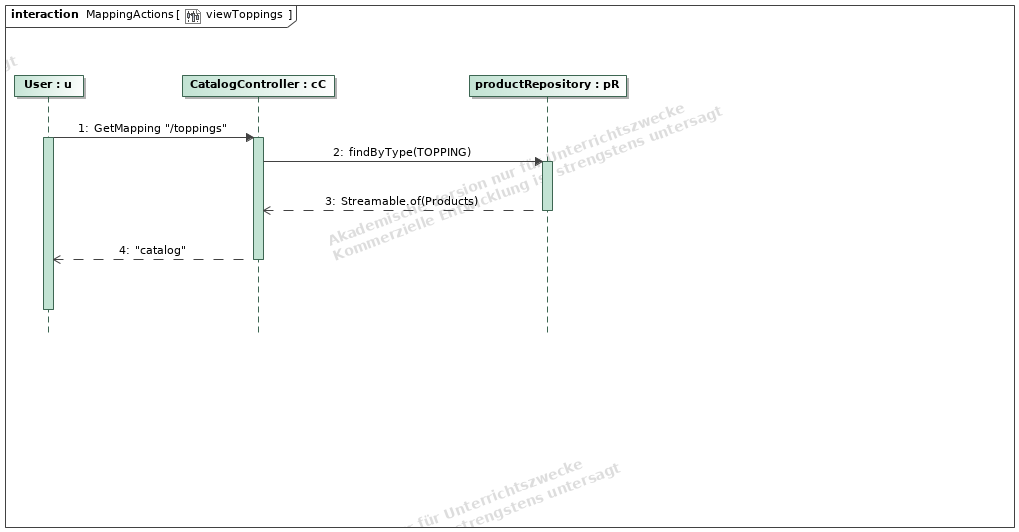 interaction MappingActions [ viewToppings ]
User : u
CatalogController : cC
productRepository : pR
1: GetMapping "/toppings"
2: findByType(TOPPING)
3: Streamable.of(Products)
4: "catalog"
Akademische Version nur für Unterrichtszwecke
Kommerzielle Entwicklung ist strengstens untersagt
für Unterrichtszwecke
strengstens untersagt